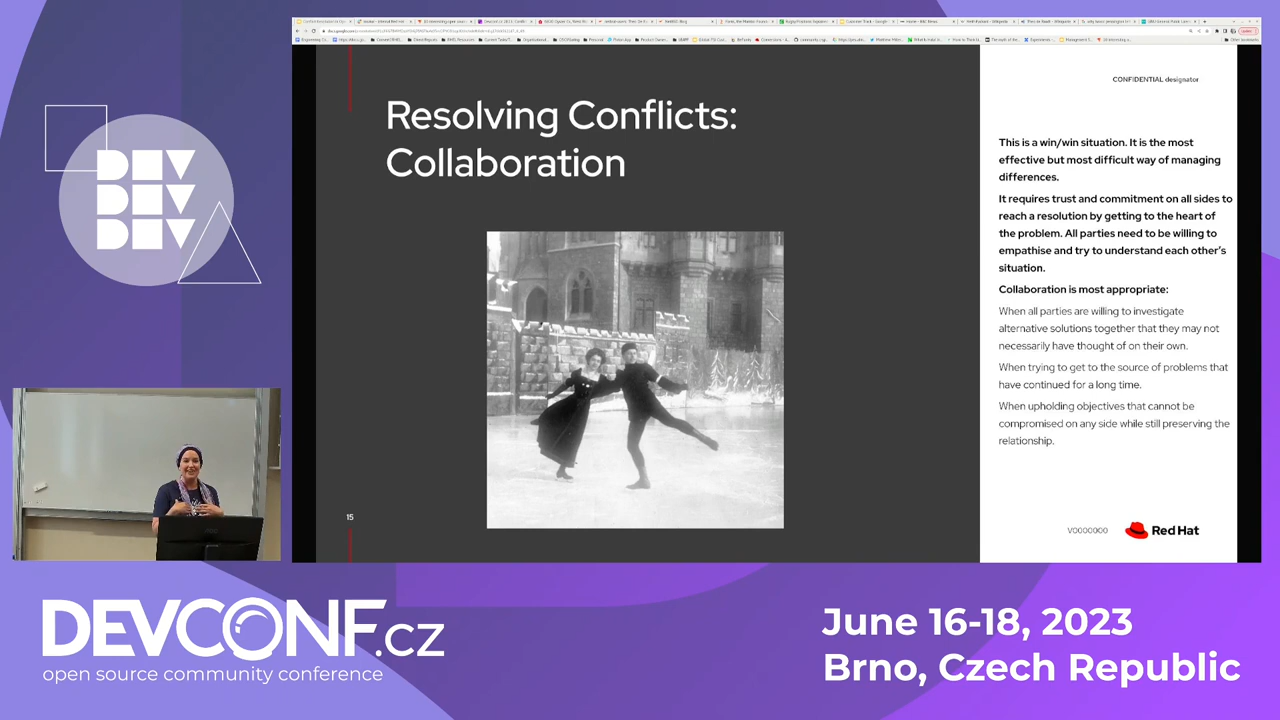 CONFIDENTIAL designator
Resolving Conflicts:
Collaboration
This is a win/win situation. It is the most
effective but most difficult way of managing
differences.
It requires trust and commitment on all sides to
reach a resolution by getting to the heart of
the problem. All parties need to be willing to
empathise and try to understand each other's
situation.
Collaboration is most appropriate:
When all parties are willing to investigate
alternative solutions together that they may not
necessarily have thought of on their own.
When trying to get to the source of problems that
have continued for a long time.
When upholding objectives that cannot be
compromised on any side while still preserving the
relationship.
15
V0000000
Red Hat
DEV
DEV
DEV
DEVCONF.cz
open source community conference
June 16-18, 2023
Brno, Czech Republic